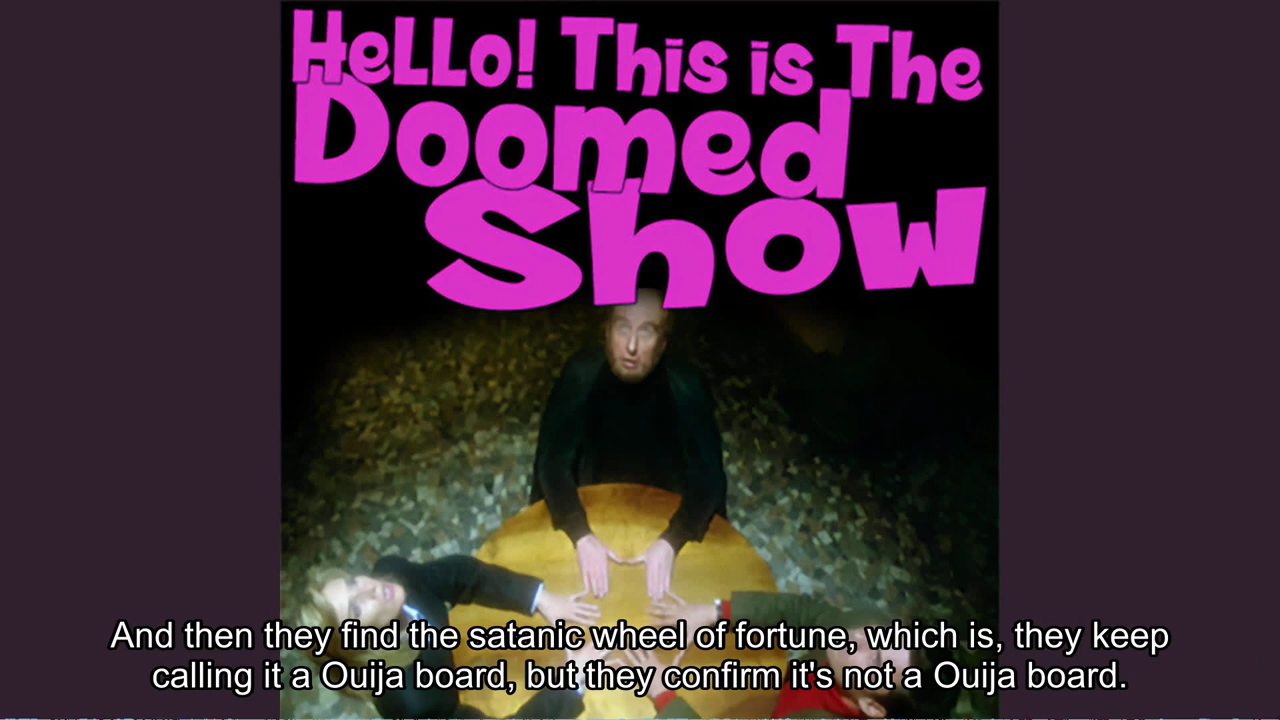 HeLLo! This is The
Doomed
Show
And then they find the satanic wheel of fortune, which is, they keep
calling it a Ouija board, but they confirm it's not a Ouija board.